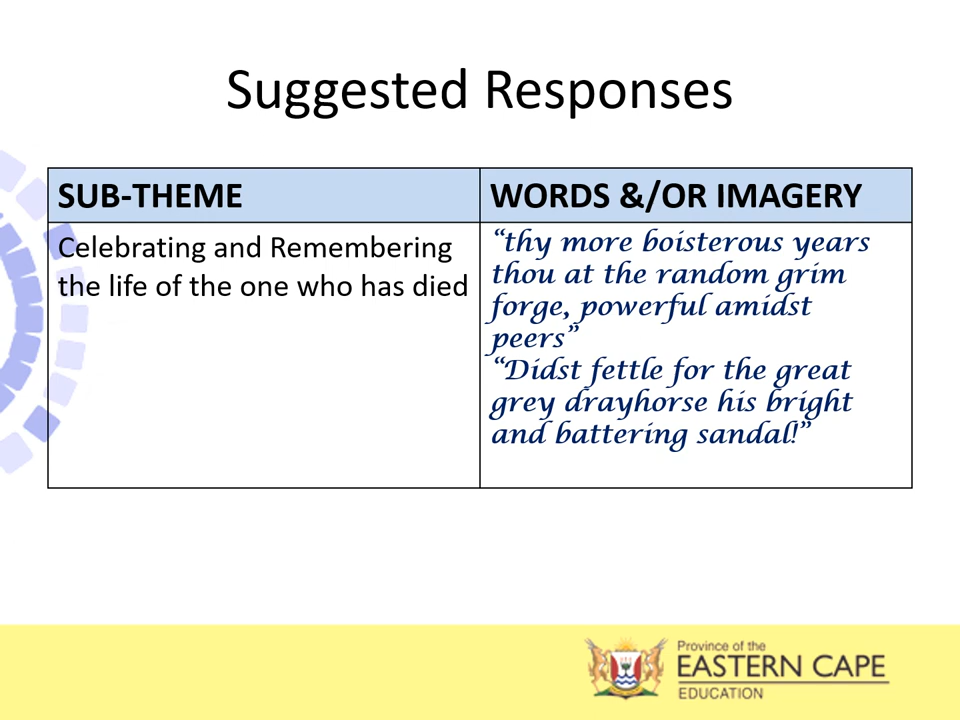 Suggested Responses
SUB-THEME
WORDS &/OR IMAGERY
Celebrating and Remembering
the life of the one who has died
“thy more boisterous years
thou at the random grim
forge, powerful amidst
peers”
“Didst fettle for the great
grey drayhorse his bright
and battering sandal!”
Province of the
EASTERN CAPE
EDUCATION